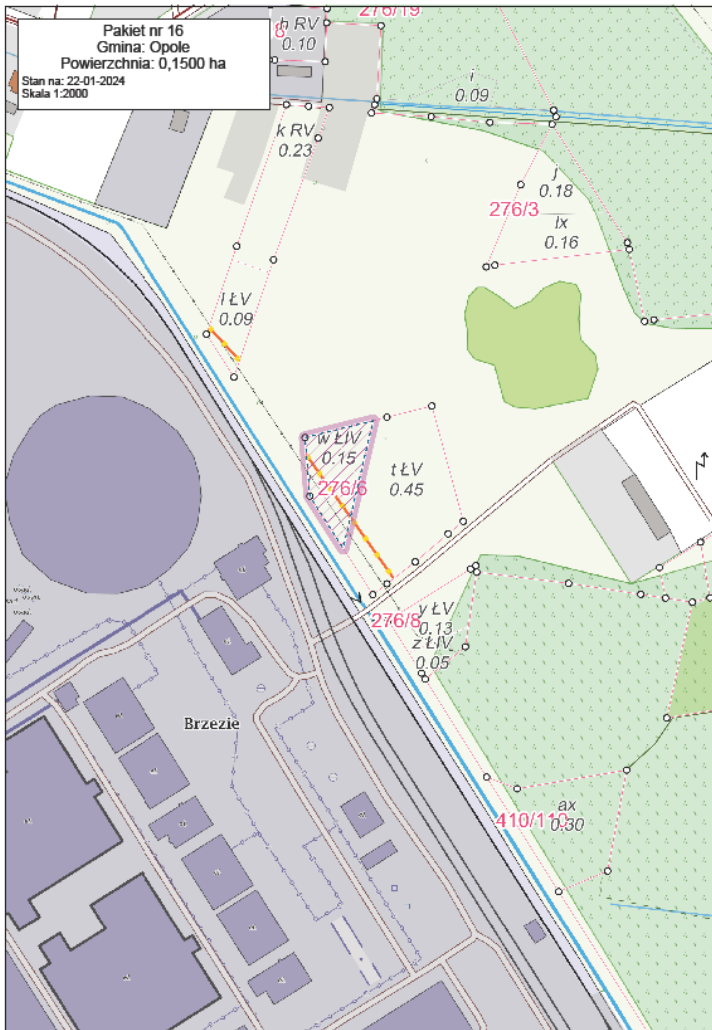 Pakiet nr 16
Gmina: Opole
Powierzchnia: 0,1500 ha
Stan na: 22-01-2024
Skala 1:2000
276/19
8
h RV
0.10
i
0.09
k RV
0.23
j
0.18
276/3
lx
0.16
l ŁV
0.09
w ŁIV
0.15
t ŁV
0.45
276/6
276/8
y ŁV
0.13
z ŁIV
0.05
Brzezie
ax
0.30
410/110